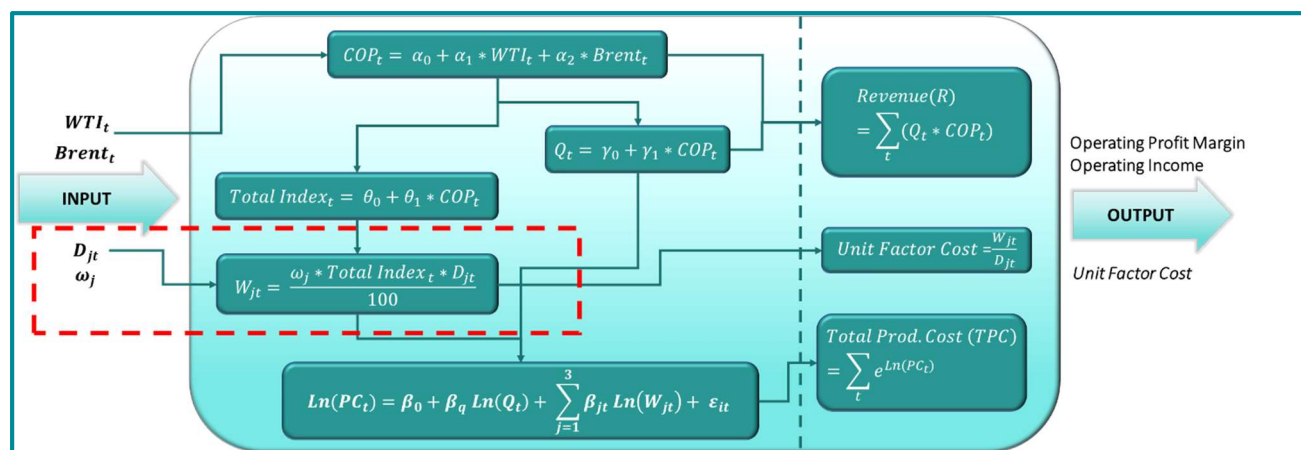 COP_t = α_0 + α_1 * WTI_t + α_2 * Brent_t
WTI_t
Brent_t
INPUT
Q_t = γ_0 + γ_1 * COP_t
Total Index_t = θ_0 + θ_1 * COP_t
D_jt
ω_j
W_jt = ω_j * Total Index_t * D_jt / 100
Ln(PC_t) = β_0 + β_q Ln(Q_t) + ∑_{j=1}^{3} β_jt Ln(W_jt) + ε_it
Revenue(R)
= ∑_t (Q_t * COP_t)
Unit Factor Cost = W_jt / D_jt
Total Prod. Cost (TPC)
= ∑_t e^{Ln(PC_t)}
Operating Profit Margin
Operating Income
OUTPUT
Unit Factor Cost